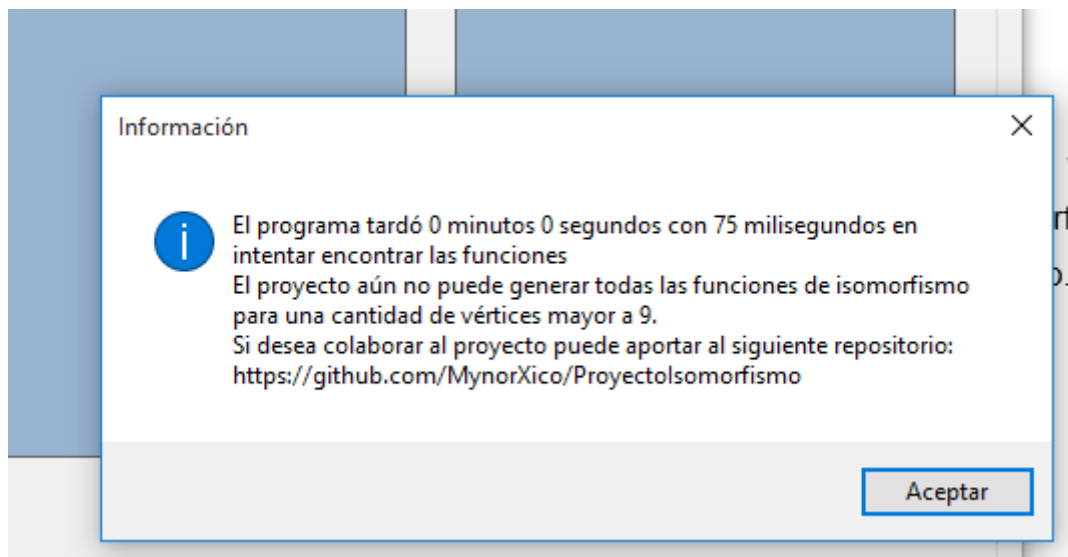 Información
El programa tardó 0 minutos 0 segundos con 75 milisegundos en
intentar encontrar las funciones
El proyecto aún no puede generar todas las funciones de isomorfismo
para una cantidad de vértices mayor a 9.
Si desea colaborar al proyecto puede aportar al siguiente repositorio:
https://github.com/MynorXico/ProyectoIsomorfismo
Aceptar